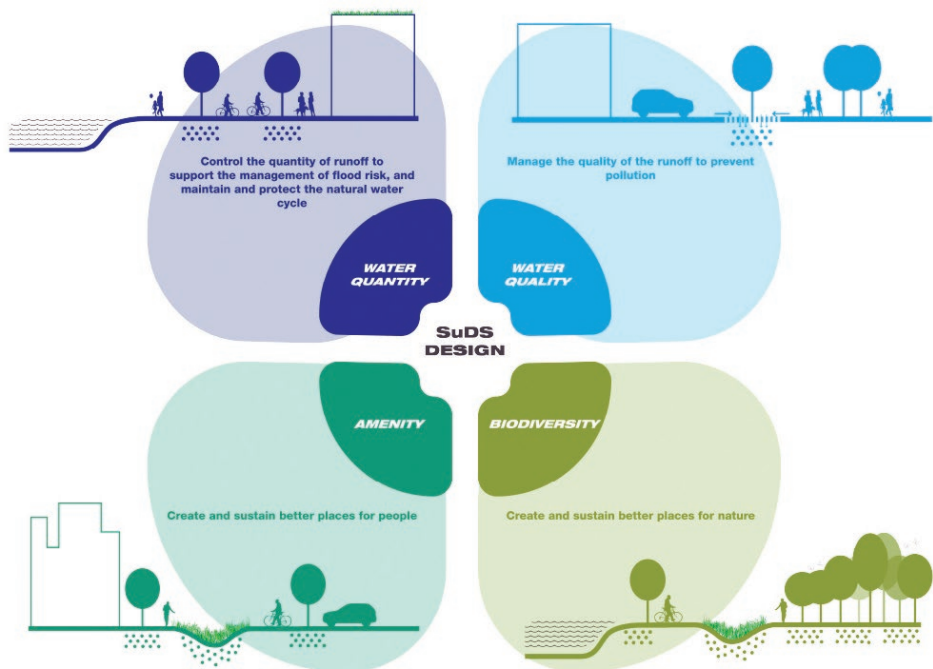 Control the quantity of runoff to
support the management of flood risk, and
maintain and protect the natural water
cycle
Manage the quality of the runoff to prevent
pollution
WATER
QUANTITY
WATER
QUALITY
SuDS
DESIGN
AMENITY
BIODIVERSITY
Create and sustain better places for people
Create and sustain better places for nature